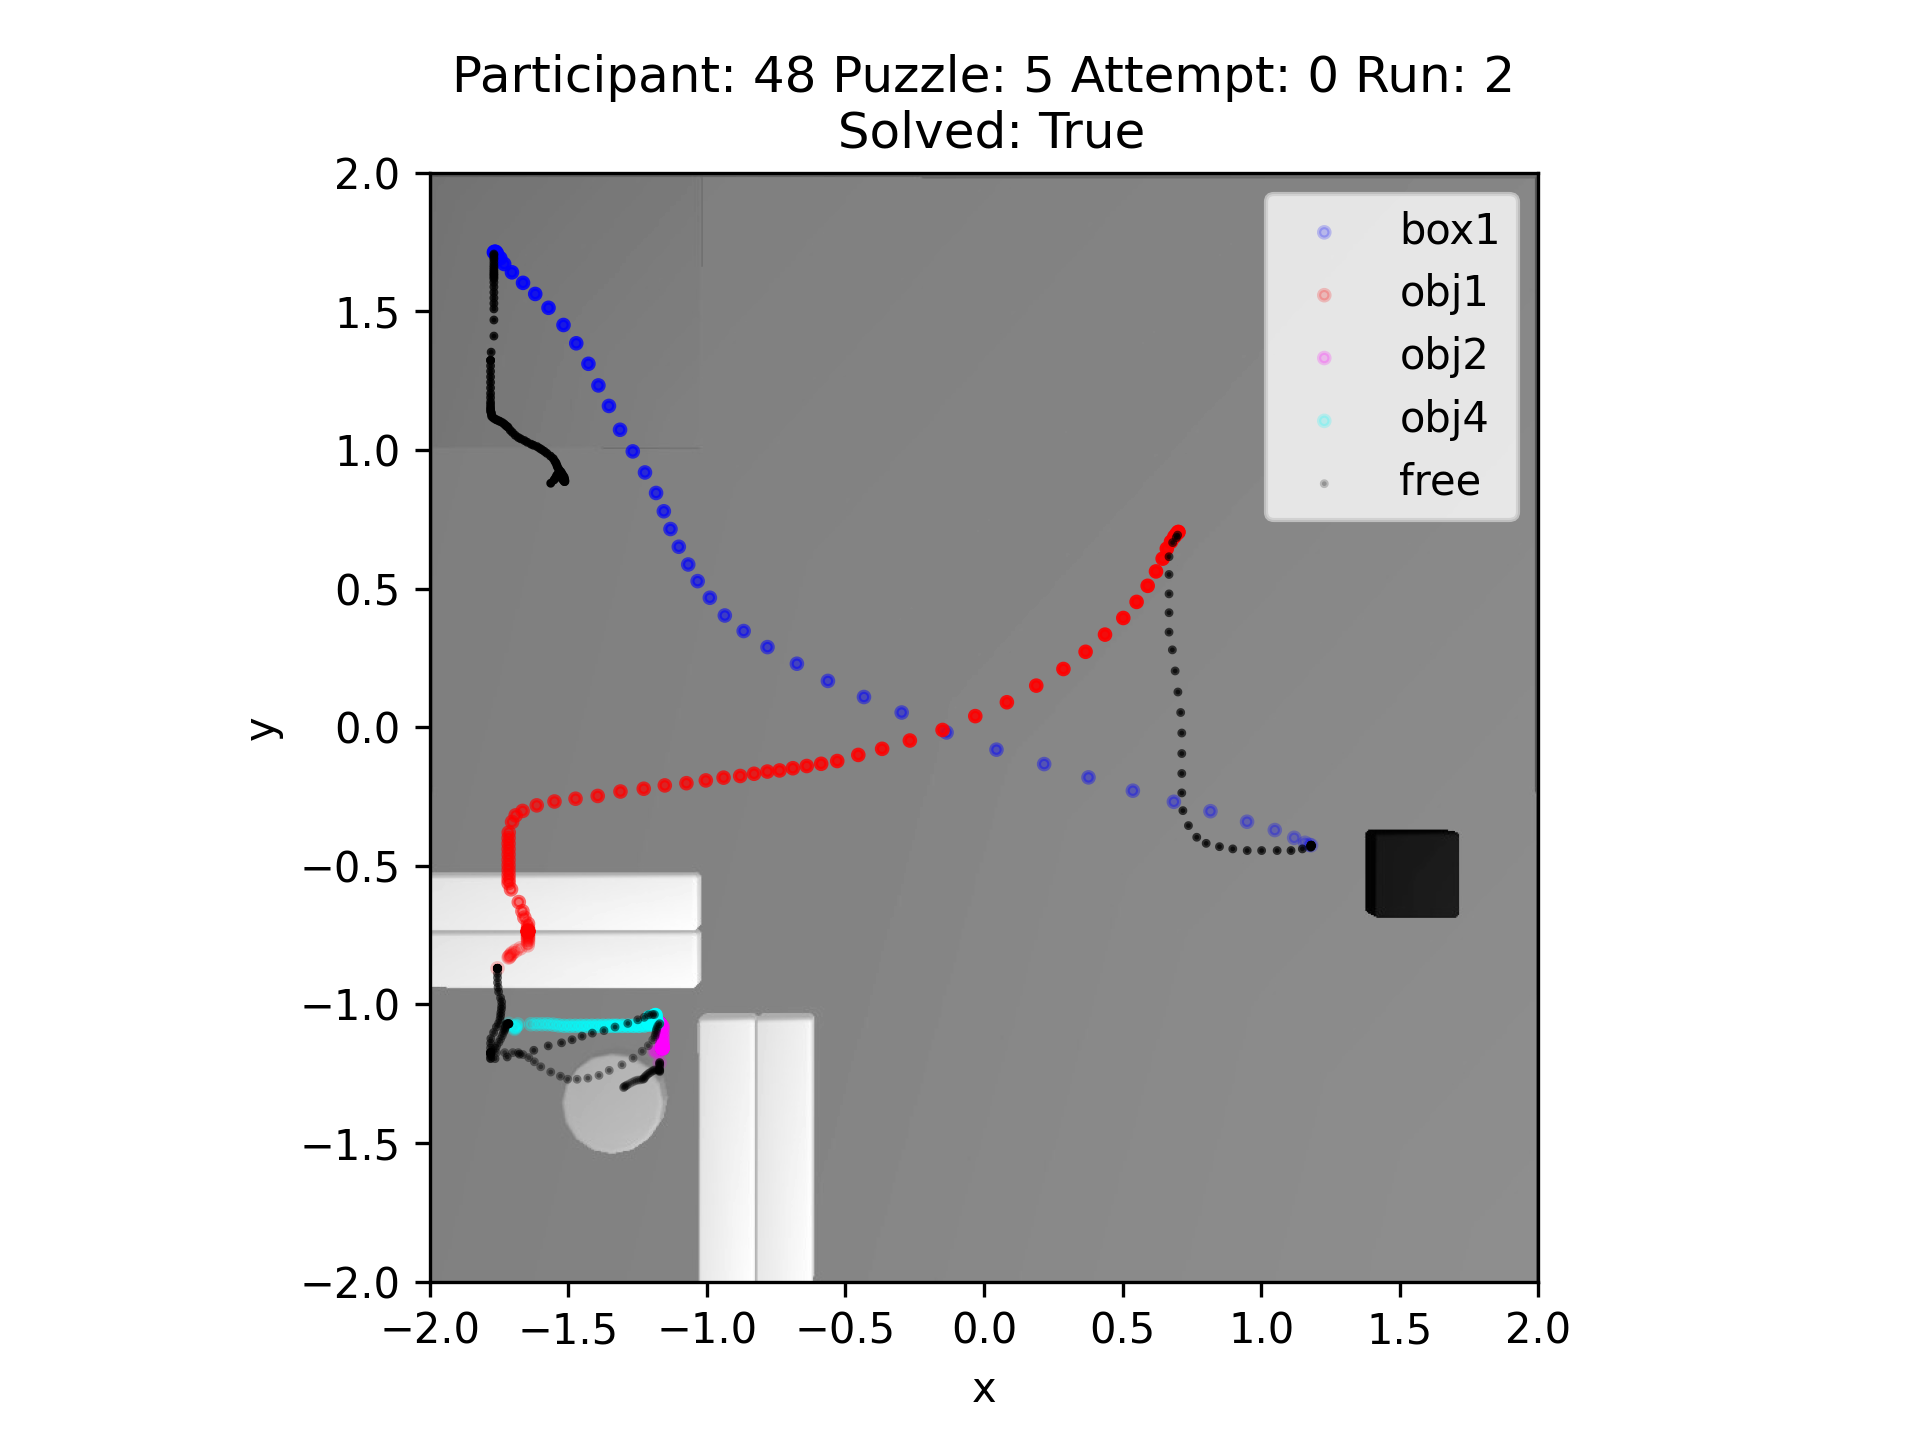 Participant: 48 Puzzle: 5 Attempt: 0 Run: 2
Solved: True
2.0
1.5
1.0
0.5
0.0
−0.5
−1.0
−1.5
−2.0
y
box1
obj1
obj2
obj4
free
−2.0 −1.5 −1.0 −0.5 0.0 0.5 1.0 1.5 2.0
x